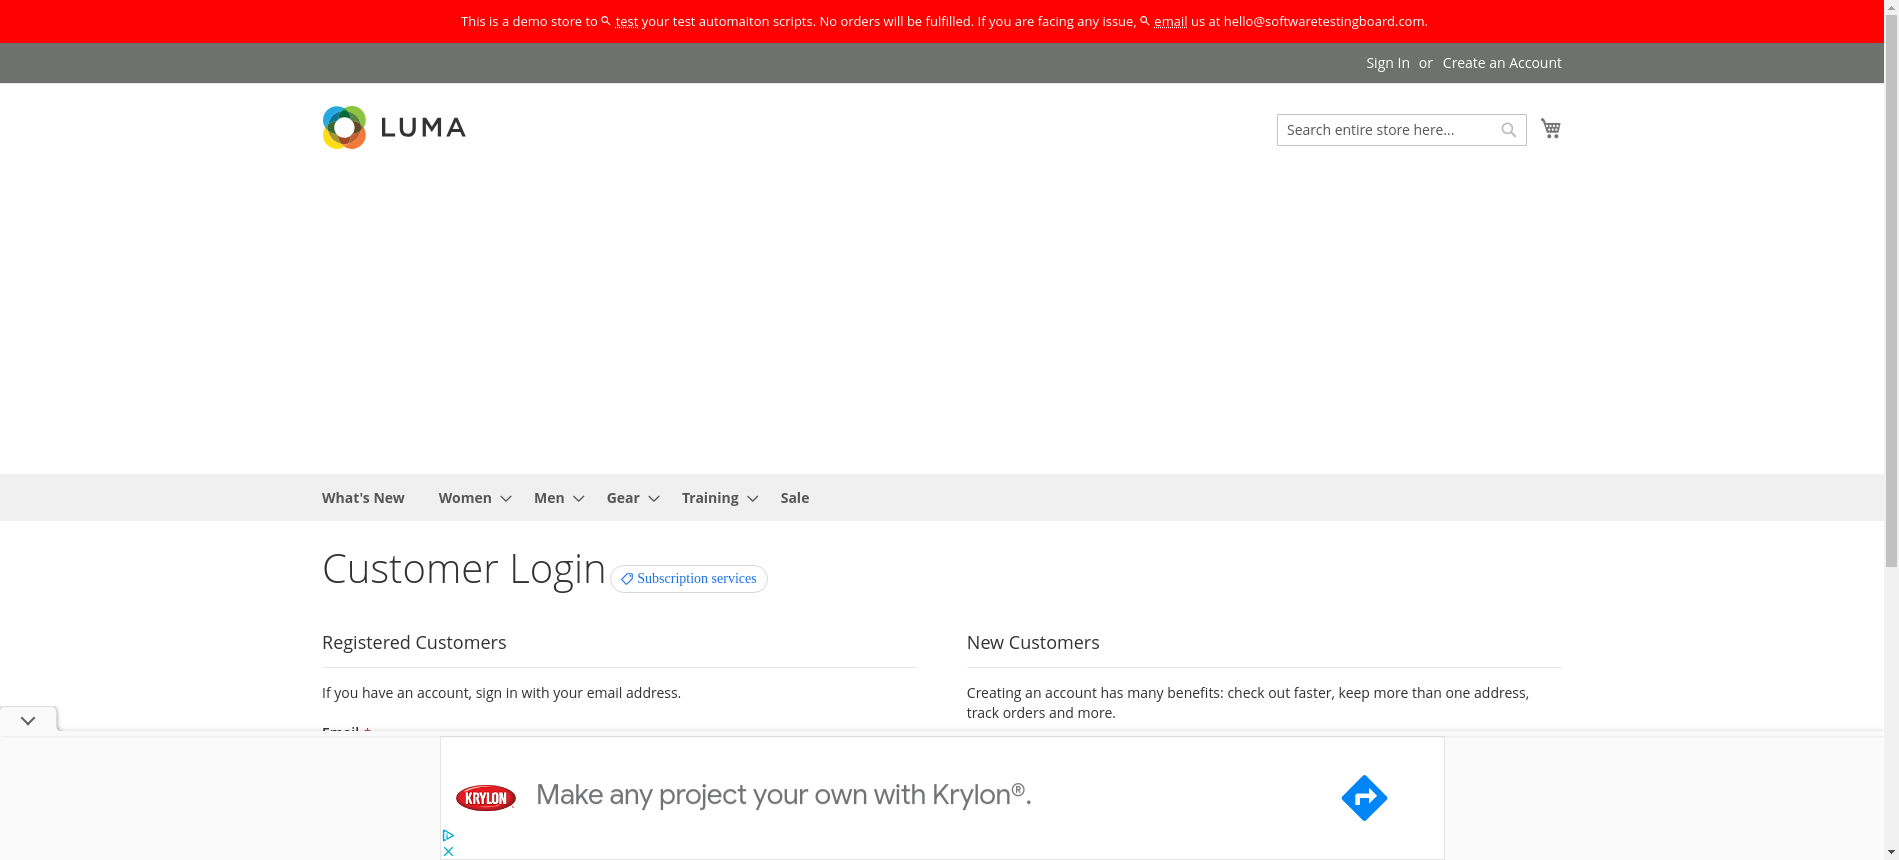 This is a demo store to test your test automaiton scripts. No orders will be fulfilled. If you are facing any issue, email us at hello@softwaretestingboard.com.
Sign In or Create an Account
LUMA
Search entire store here...
What's New Women Men Gear Training Sale
Customer Login Subscription services
Registered Customers
If you have an account, sign in with your email address.
Email *
New Customers
Creating an account has many benefits: check out faster, keep more than one address,
track orders and more.
KRYLON
Make any project your own with Krylon®.